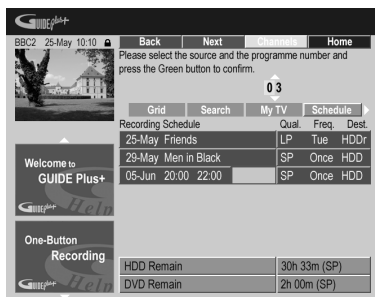 GUIDE Plus+
BBC2 25-May 10:10
Back Next Channels Home
Please select the source and the programme number and
press the Green button to confirm.
03
Grid Search My TV Schedule
Recording Schedule Qual. Freq. Dest.
25-May Friends LP Tue HDDr
29-May Men in Black SP Once HDD
05-Jun 20:00 22:00 SP Once HDD
Welcome to
GUIDE Plus+
GUIDE Plus+ Help
One-Button
Recording
GUIDE Plus+ Help
HDD Remain 30h 33m (SP)
DVD Remain 2h 00m (SP)